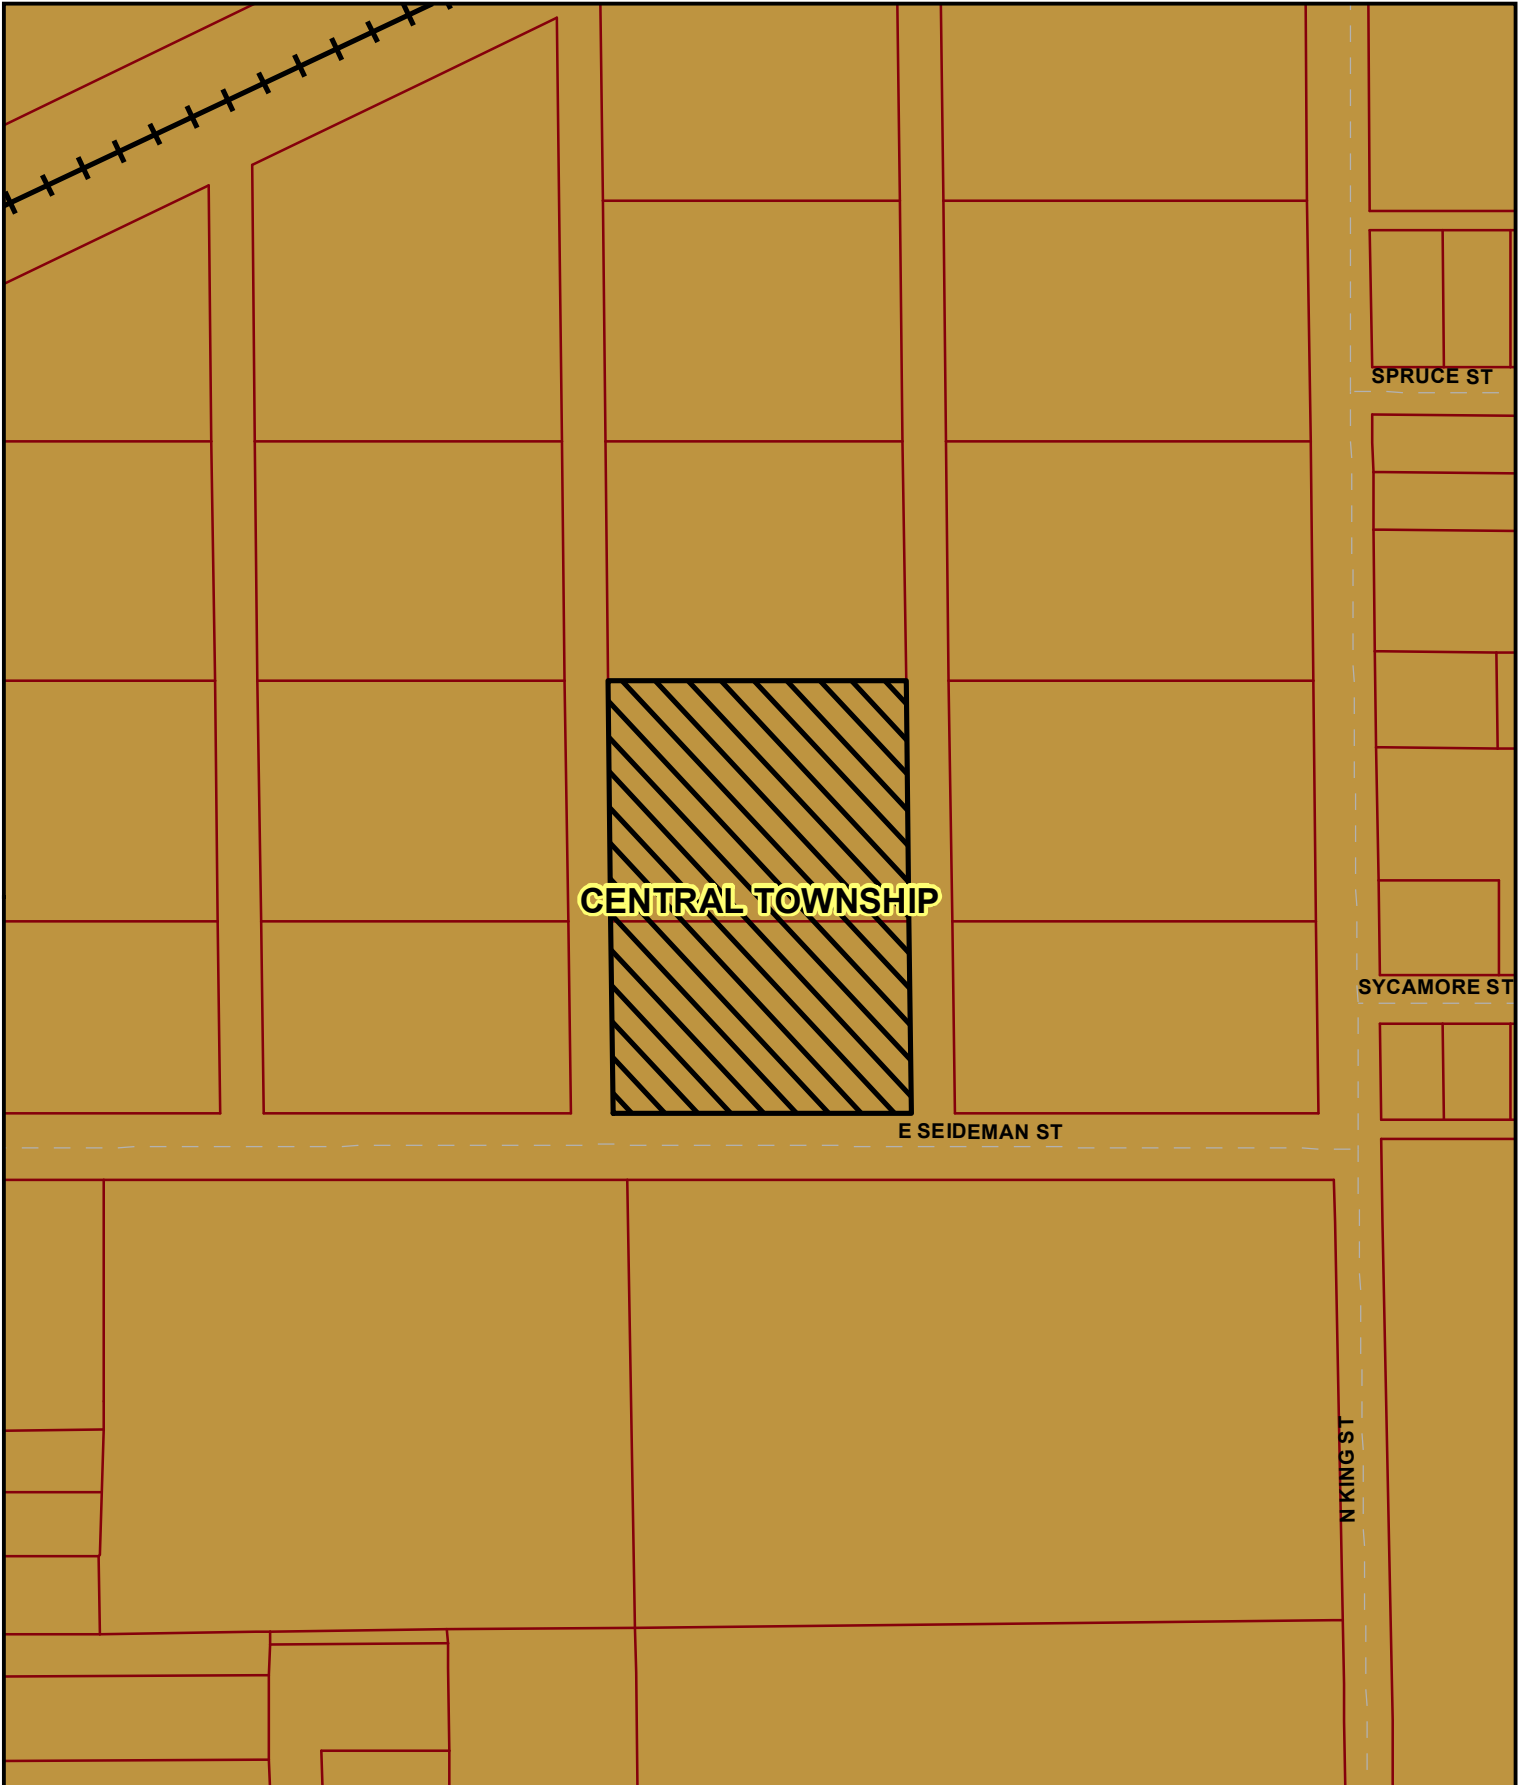 SPRUCE ST
CENTRAL TOWNSHIP
SYCAMORE ST
E SEIDEMAN ST
N KING ST